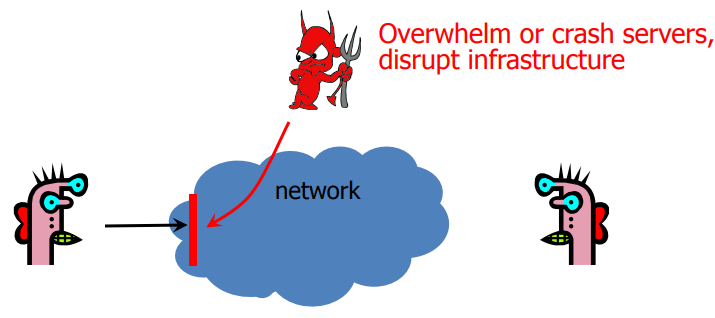 Overwhelm or crash servers,
disrupt infrastructure
network